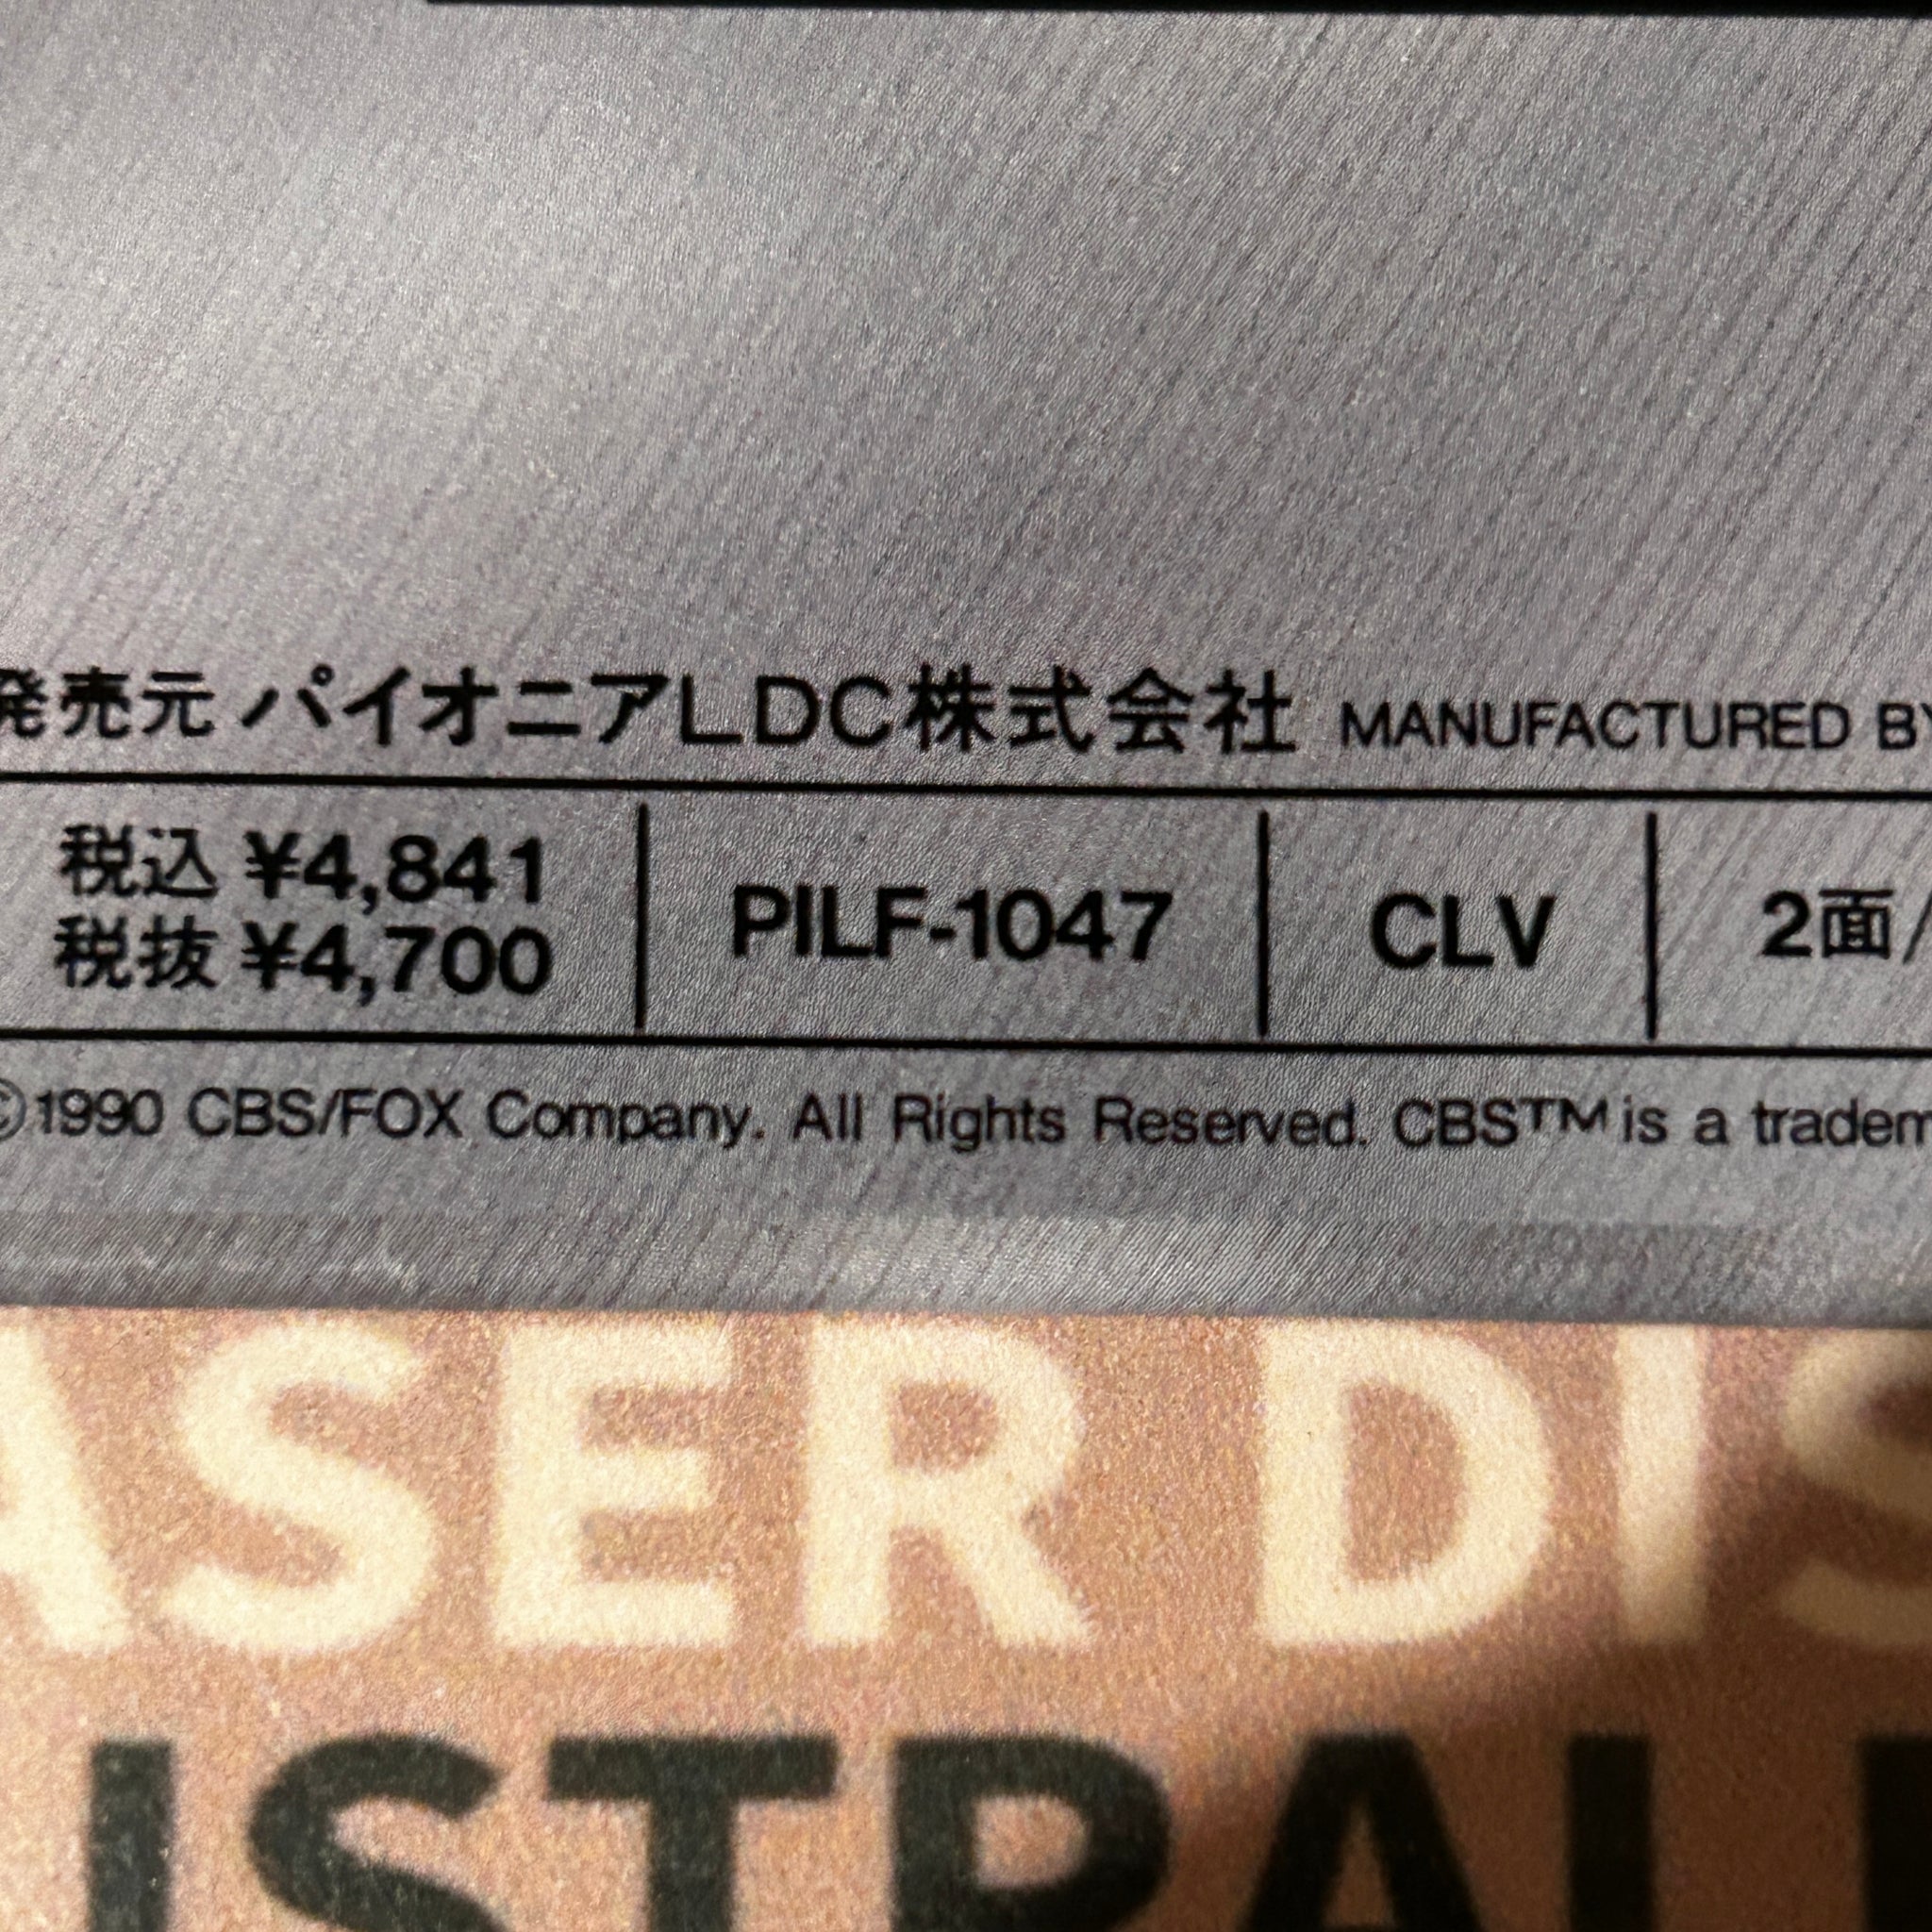 発売元 パイオニアLDC株式会社 MANUFACTURED BY
税込 ¥4,841
税抜 ¥4,700
PILF-1047
CLV
2面/
©1990 CBS/FOX Company. All Rights Reserved. CBS™ is a tradem
ASER DIS
ISTRALI